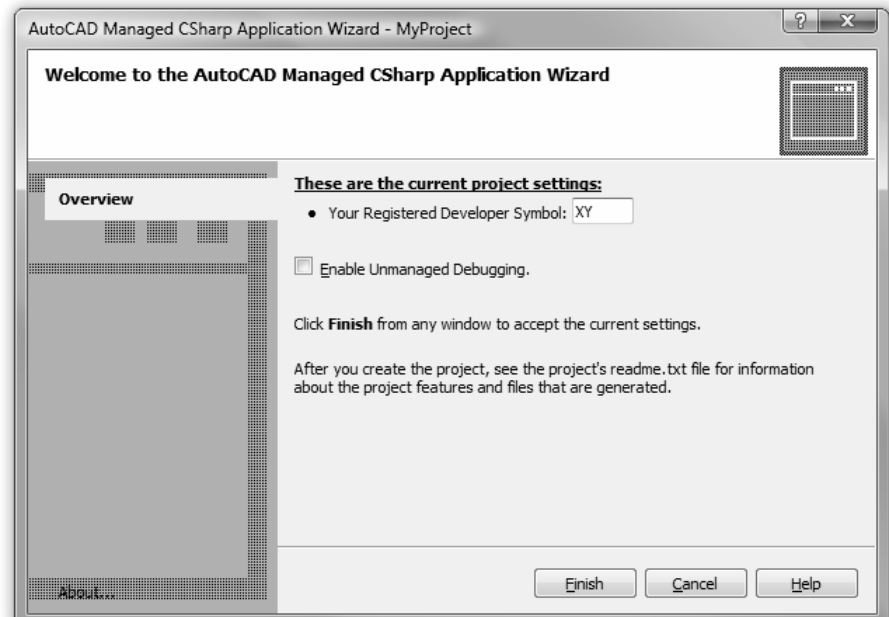 AutoCAD Managed CSharp Application Wizard - MyProject
Welcome to the AutoCAD Managed CSharp Application Wizard
Overview
These are the current project settings:
• Your Registered Developer Symbol: XY
Enable Unmanaged Debugging.
Click Finish from any window to accept the current settings.
After you create the project, see the project's readme.txt file for information
about the project features and files that are generated.
About...
Finish Cancel Help